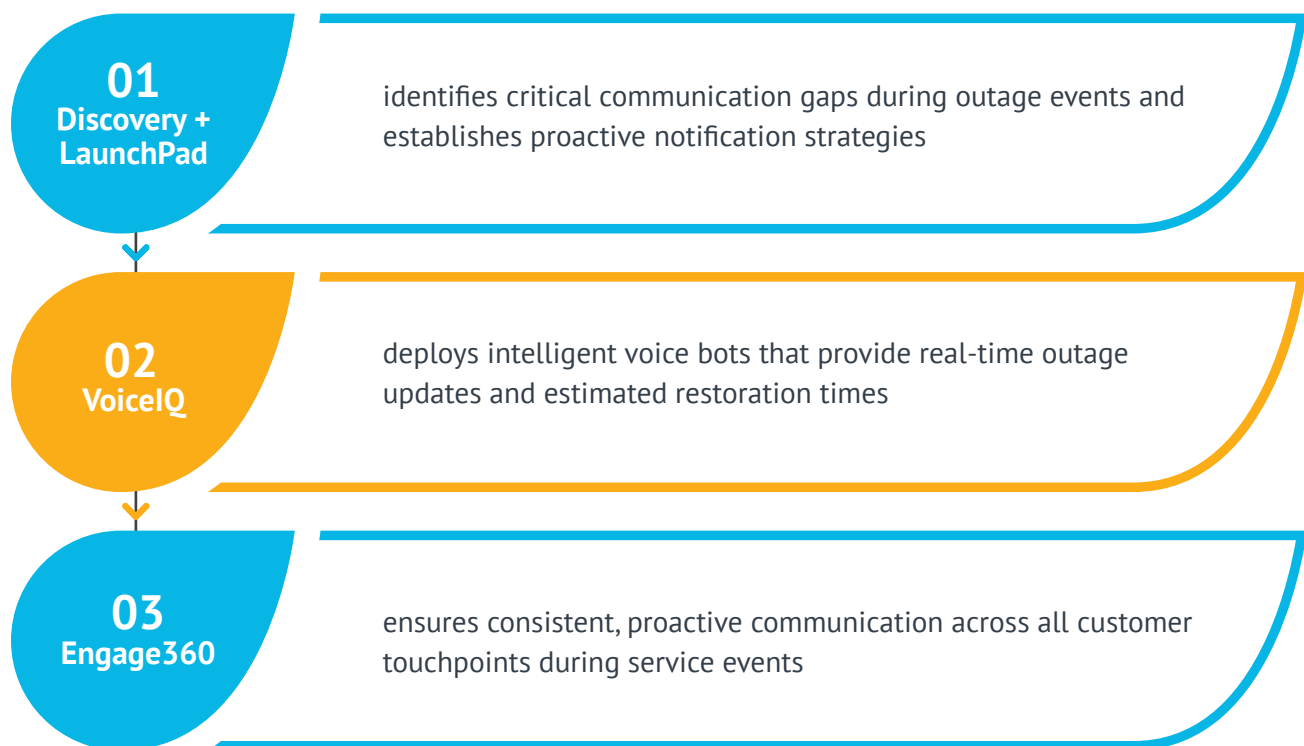 01
Discovery +
LaunchPad
identifies critical communication gaps during outage events and
establishes proactive notification strategies
02
VoiceIQ
deploys intelligent voice bots that provide real-time outage
updates and estimated restoration times
03
Engage360
ensures consistent, proactive communication across all customer
touchpoints during service events